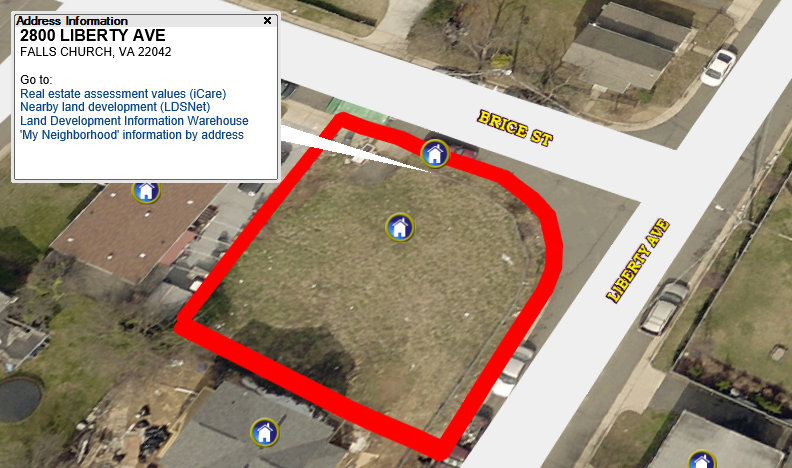 Address Information
2800 LIBERTY AVE
FALLS CHURCH, VA 22042
Go to:
Real estate assessment values (iCare)
Nearby land development (LDSNet)
Land Development Information Warehouse
'My Neighborhood' information by address
BRICE ST
LIBERTY AVE